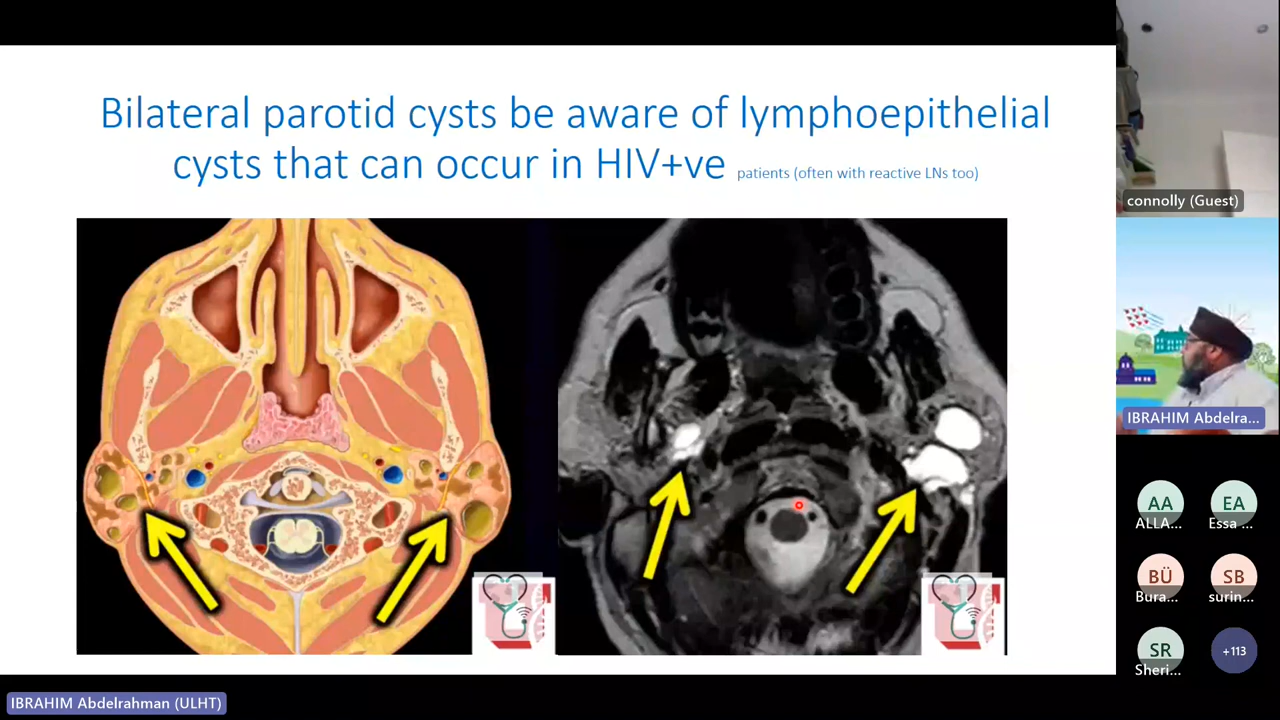 Bilateral parotid cysts be aware of lymphoepithelial
cysts that can occur in HIV+ve patients (often with reactive LNs too)
connolly (Guest)
IBRAHIM Abdelra...
AA
EA
ALLA...
Essa ...
BÜ
SB
Bura...
surin...
SR
+113
Sheri...
IBRAHIM Abdelrahman (ULHT)